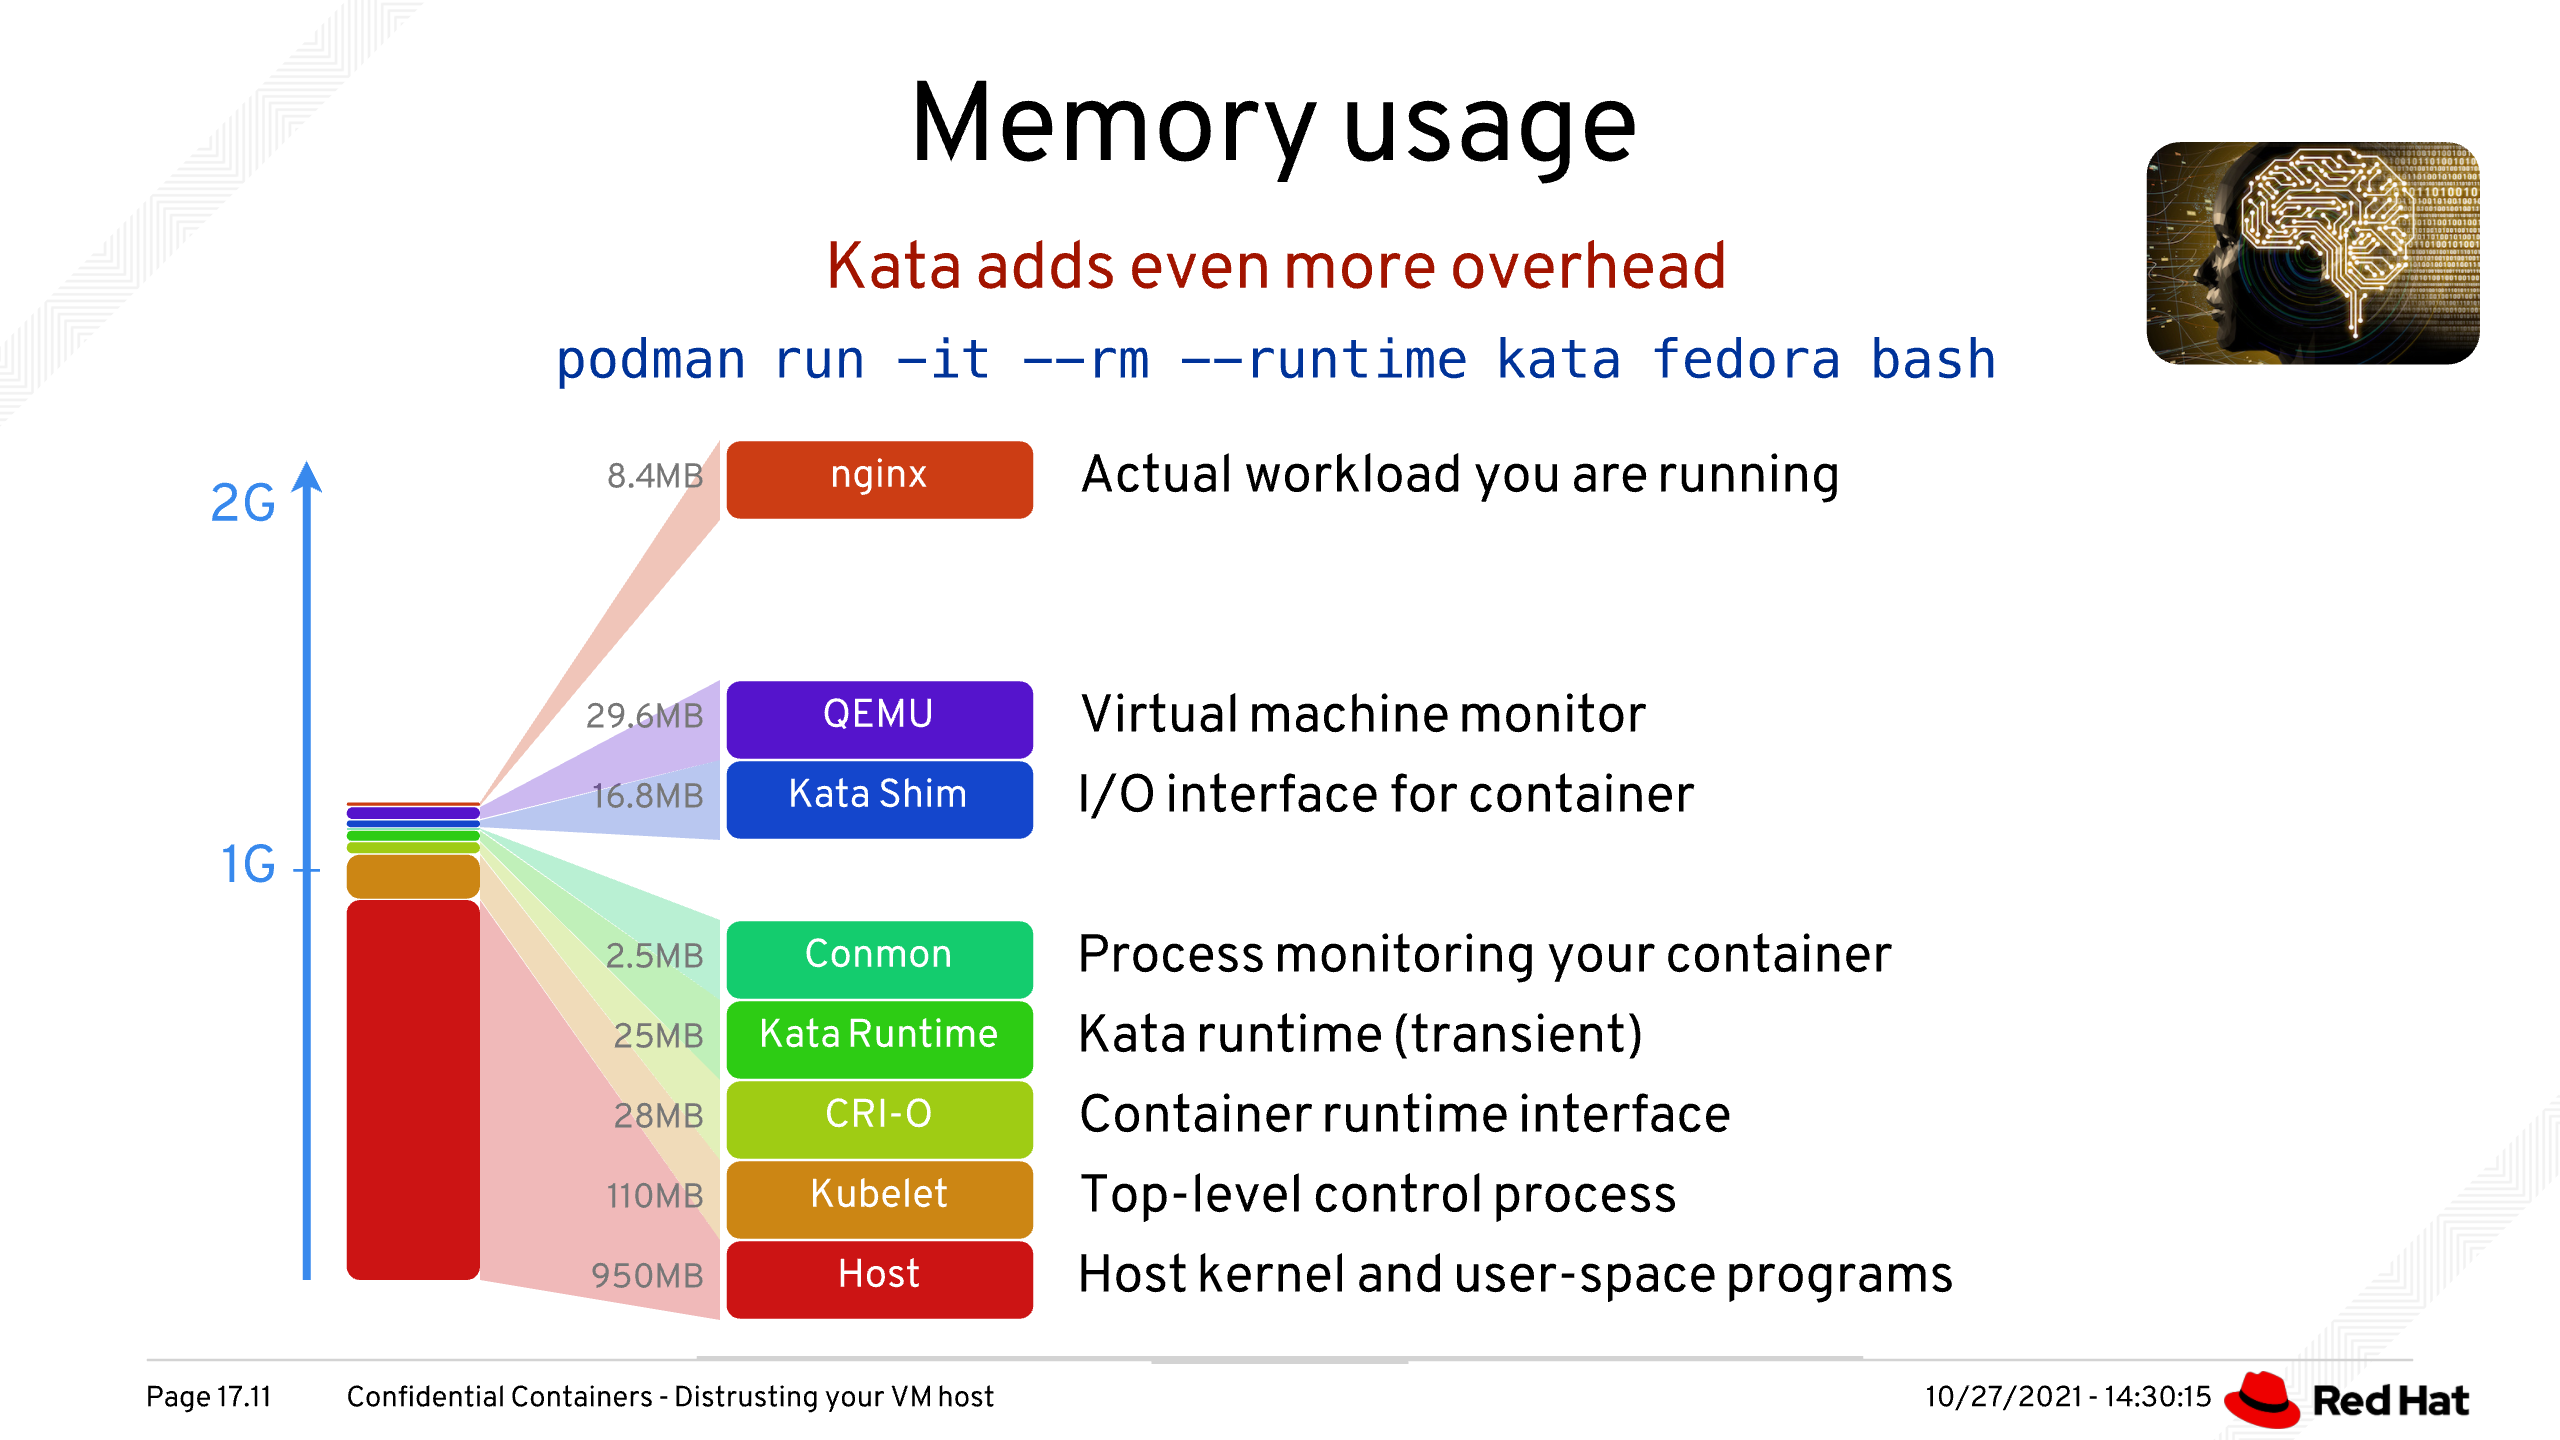 Memory usage
Kata adds even more overhead
podman run -it --rm --runtime kata fedora bash
2G
1G
8.4MB nginx Actual workload you are running
29.6MB QEMU Virtual machine monitor
16.8MB Kata Shim I/O interface for container
2.5MB Conmon Process monitoring your container
25MB Kata Runtime Kata runtime (transient)
28MB CRI-O Container runtime interface
110MB Kubelet Top-level control process
950MB Host Host kernel and user-space programs
Page 17.11 Confidential Containers - Distrusting your VM host 10/27/2021 - 14:30:15 Red Hat